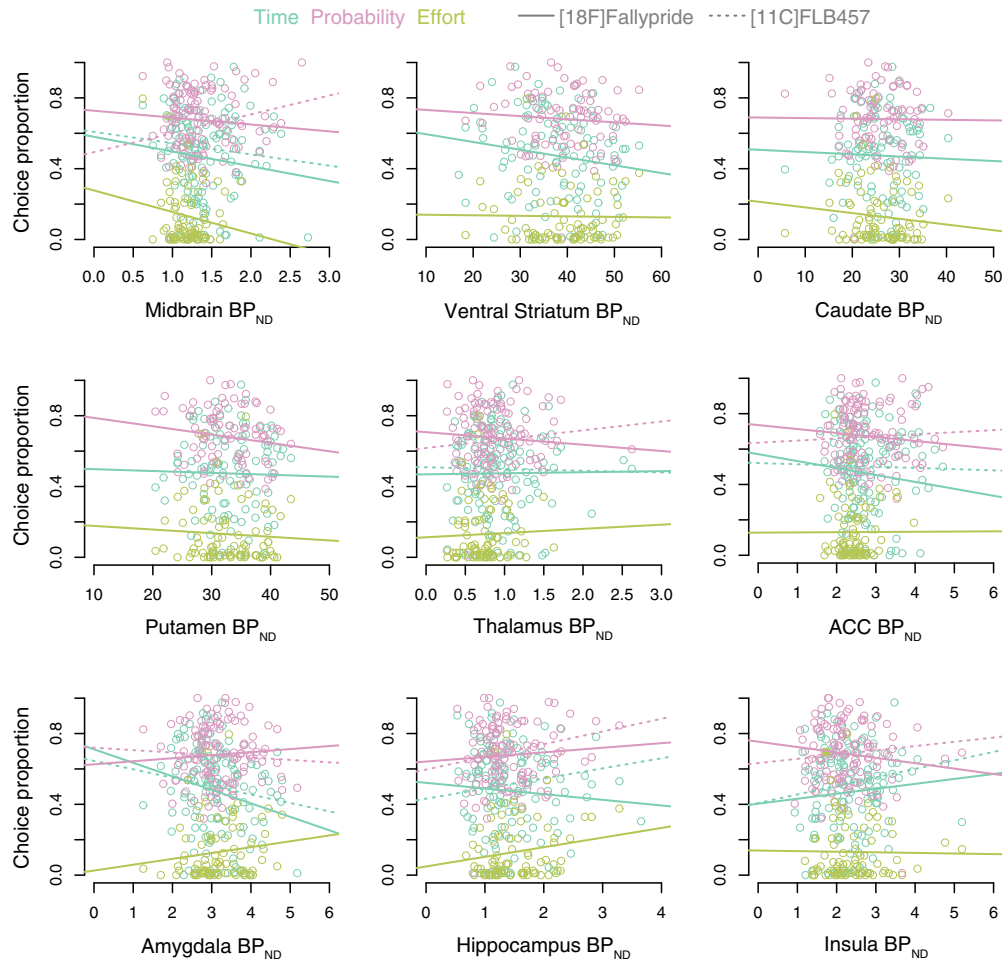 Time Probability Effort [18F]Fallypride [11C]FLB457
Choice proportion
0.0 0.4 0.8
0.0 0.5 1.0 1.5 2.0 2.5 3.0
Midbrain BPND
10 20 30 40 50 60
Ventral Striatum BPND
0 10 20 30 40 50
Caudate BPND
Choice proportion
0.0 0.4 0.8
10 20 30 40 50
Putamen BPND
0.0 0.5 1.0 1.5 2.0 2.5 3.0
Thalamus BPND
0 1 2 3 4 5 6
ACC BPND
Choice proportion
0.0 0.4 0.8
0 1 2 3 4 5 6
Amygdala BPND
0 1 2 3 4
Hippocampus BPND
0 1 2 3 4 5 6
Insula BPND